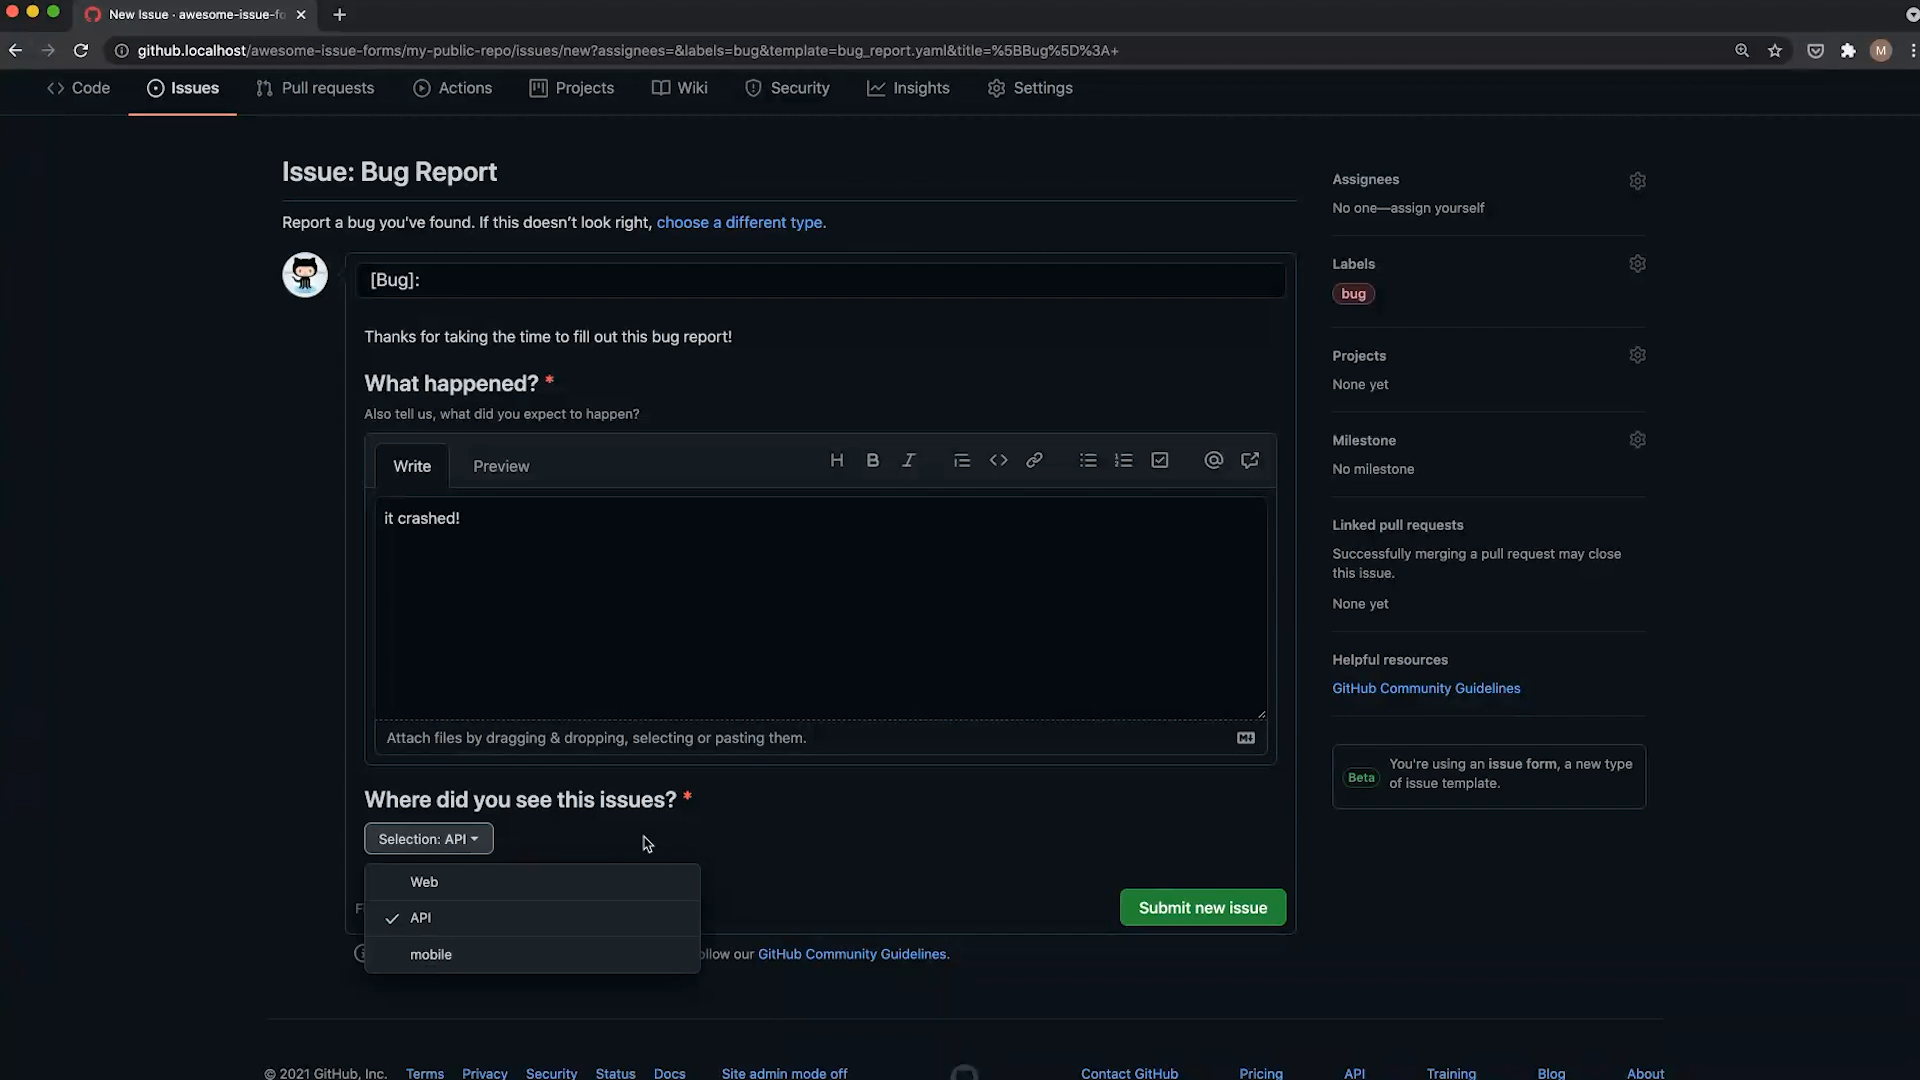 New Issue · awesome-issue-fo
github.localhost/awesome-issue-forms/my-public-repo/issues/new?assignees=&labels=bug&template=bug_report.yaml&title=%5BBug%5D%3A+
M
Code
Issues
Pull requests
Actions
Projects
Wiki
Security
Insights
Settings
Issue: Bug Report
Report a bug you've found. If this doesn’t look right, choose a different type.
[Bug]:
Thanks for taking the time to fill out this bug report!
What happened? *
Also tell us, what did you expect to happen?
Write
Preview
H B I
it crashed!
Attach files by dragging & dropping, selecting or pasting them.
Where did you see this issues? *
Selection: API
Web
API
mobile
Submit new issue
ollow our GitHub Community Guidelines.
Assignees
No one—assign yourself
Labels
bug
Projects
None yet
Milestone
No milestone
Linked pull requests
Successfully merging a pull request may close
this issue.
None yet
Helpful resources
GitHub Community Guidelines
Beta
You're using an issue form, a new type
of issue template.
© 2021 GitHub, Inc. Terms Privacy Security Status Docs Site admin mode off Contact GitHub Pricing API Training Blog About